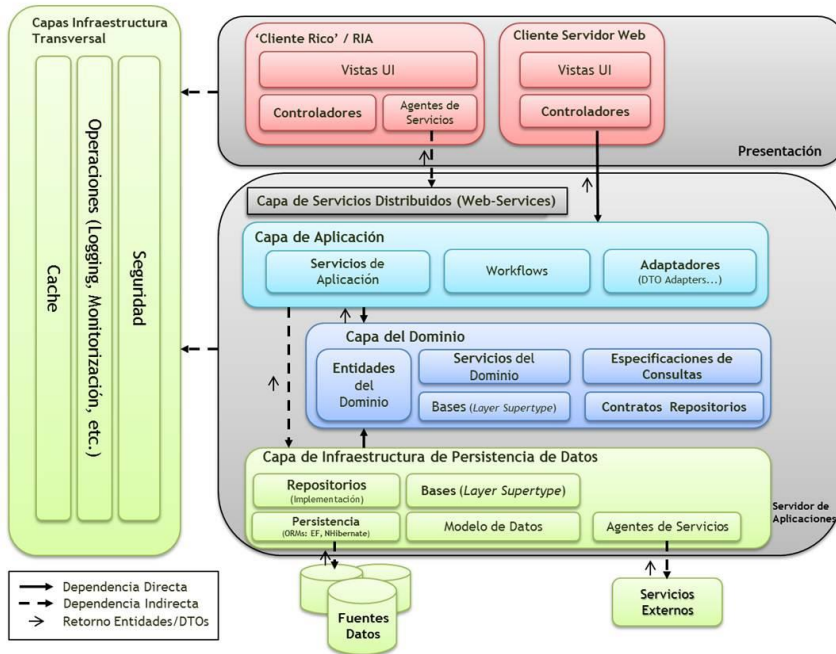 Capas Infraestructura
Transversal
Cache
Operaciones (Logging, Monitorización, etc.)
Seguridad
‘Cliente Rico’ / RIA
Vistas UI
Controladores
Agentes de
Servicios
Cliente Servidor Web
Vistas UI
Controladores
Presentación
Capa de Servicios Distribuidos (Web-Services)
Capa de Aplicación
Servicios de
Aplicación
Workflows
Adaptadores
(DTO Adapters...)
Capa del Dominio
Entidades
del
Dominio
Servicios del
Dominio
Especificaciones de
Consultas
Bases (Layer Supertype)
Contratos Repositorios
Capa de Infraestructura de Persistencia de Datos
Repositorios
(Implementación)
Bases (Layer Supertype)
Persistencia
(ORMs: EF, NHibernate)
Modelo de Datos
Agentes de Servicios
Servidor de
Aplicaciones
Fuentes
Datos
Servicios
Externos
Dependencia Directa
Dependencia Indirecta
Retorno Entidades/DTOs